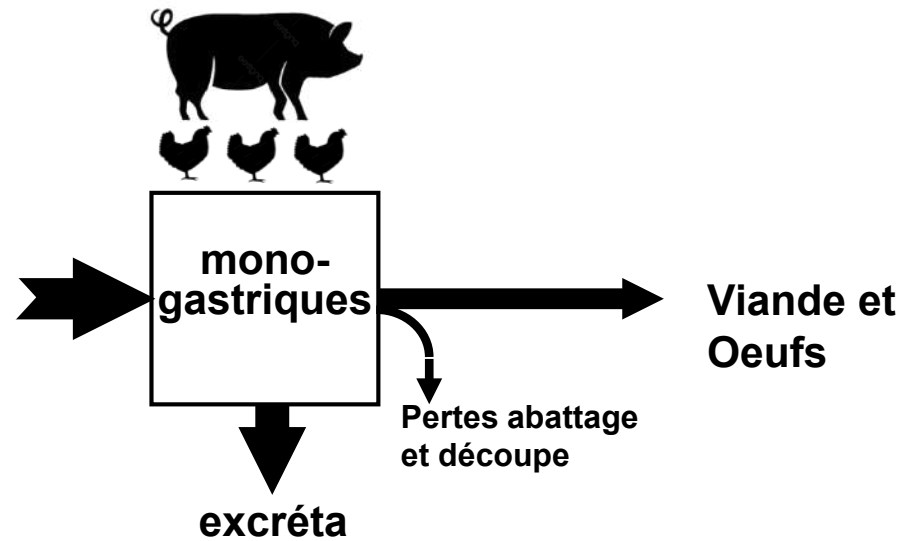 mono-
gastriques
Viande et
Oeufs
Pertes abattage
et découpe
excréta